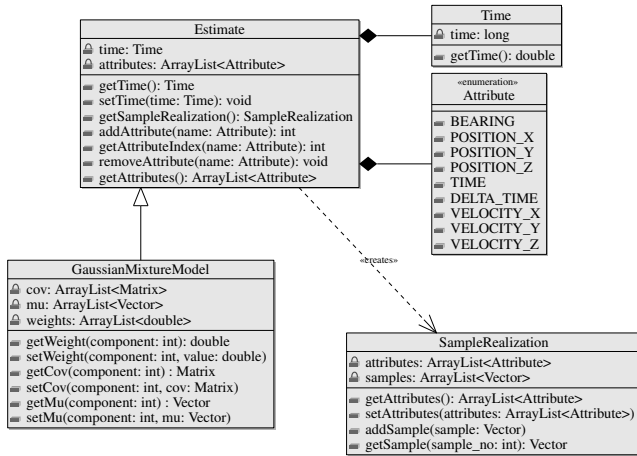 Estimate
time: Time
attributes: ArrayList<Attribute>
getTime(): Time
setTime(time: Time): void
getSampleRealization(): SampleRealization
addAttribute(name: Attribute): int
getAttributeIndex(name: Attribute): int
removeAttribute(name: Attribute): void
getAttributes(): ArrayList<Attribute>
Time
time: long
getTime(): double
«enumeration»
Attribute
BEARING
POSITION_X
POSITION_Y
POSITION_Z
TIME
DELTA_TIME
VELOCITY_X
VELOCITY_Y
VELOCITY_Z
«creates»
GaussianMixtureModel
cov: ArrayList<Matrix>
mu: ArrayList<Vector>
weights: ArrayList<double>
getWeight(component: int): double
setWeight(component: int, value: double)
getCov(component: int) : Matrix
setCov(component: int, cov: Matrix)
getMu(component: int) : Vector
setMu(component: int, mu: Vector)
SampleRealization
attributes: ArrayList<Attribute>
samples: ArrayList<Vector>
getAttributes(): ArrayList<Attribute>
setAttributes(attributes: ArrayList<Attribute>)
addSample(sample: Vector)
getSample(sample_no: int): Vector